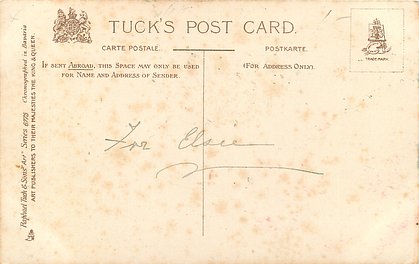 TUCK'S POST CARD.
CARTE POSTALE.
POSTKARTE.
IF SENT ABROAD, THIS SPACE MAY ONLY BE USED
FOR NAME AND ADDRESS OF SENDER.
(FOR ADDRESS ONLY).
TRADE MARK
For Elsie
Raphael Tuck & Sons' "Art" Series 6778 Chromographed in Bavaria
ART PUBLISHERS TO THEIR MAJESTIES THE KING & QUEEN.